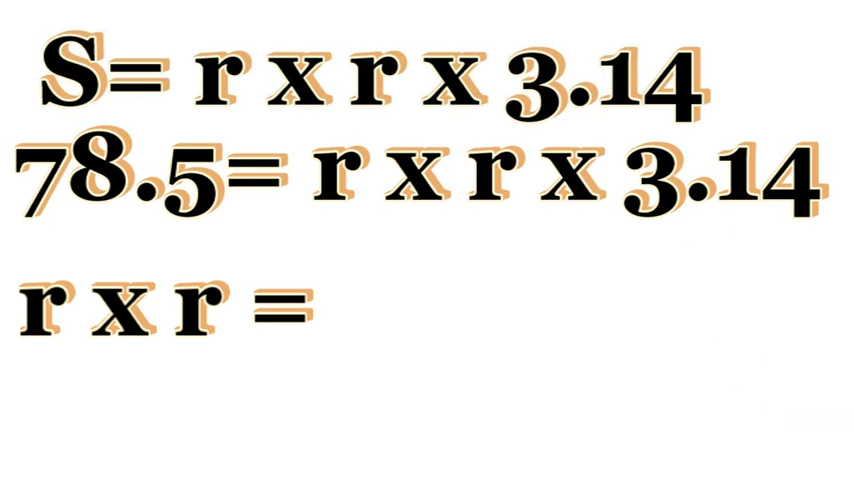 S= r x r x 3.14
78.5= r x r x 3.14
r x r =